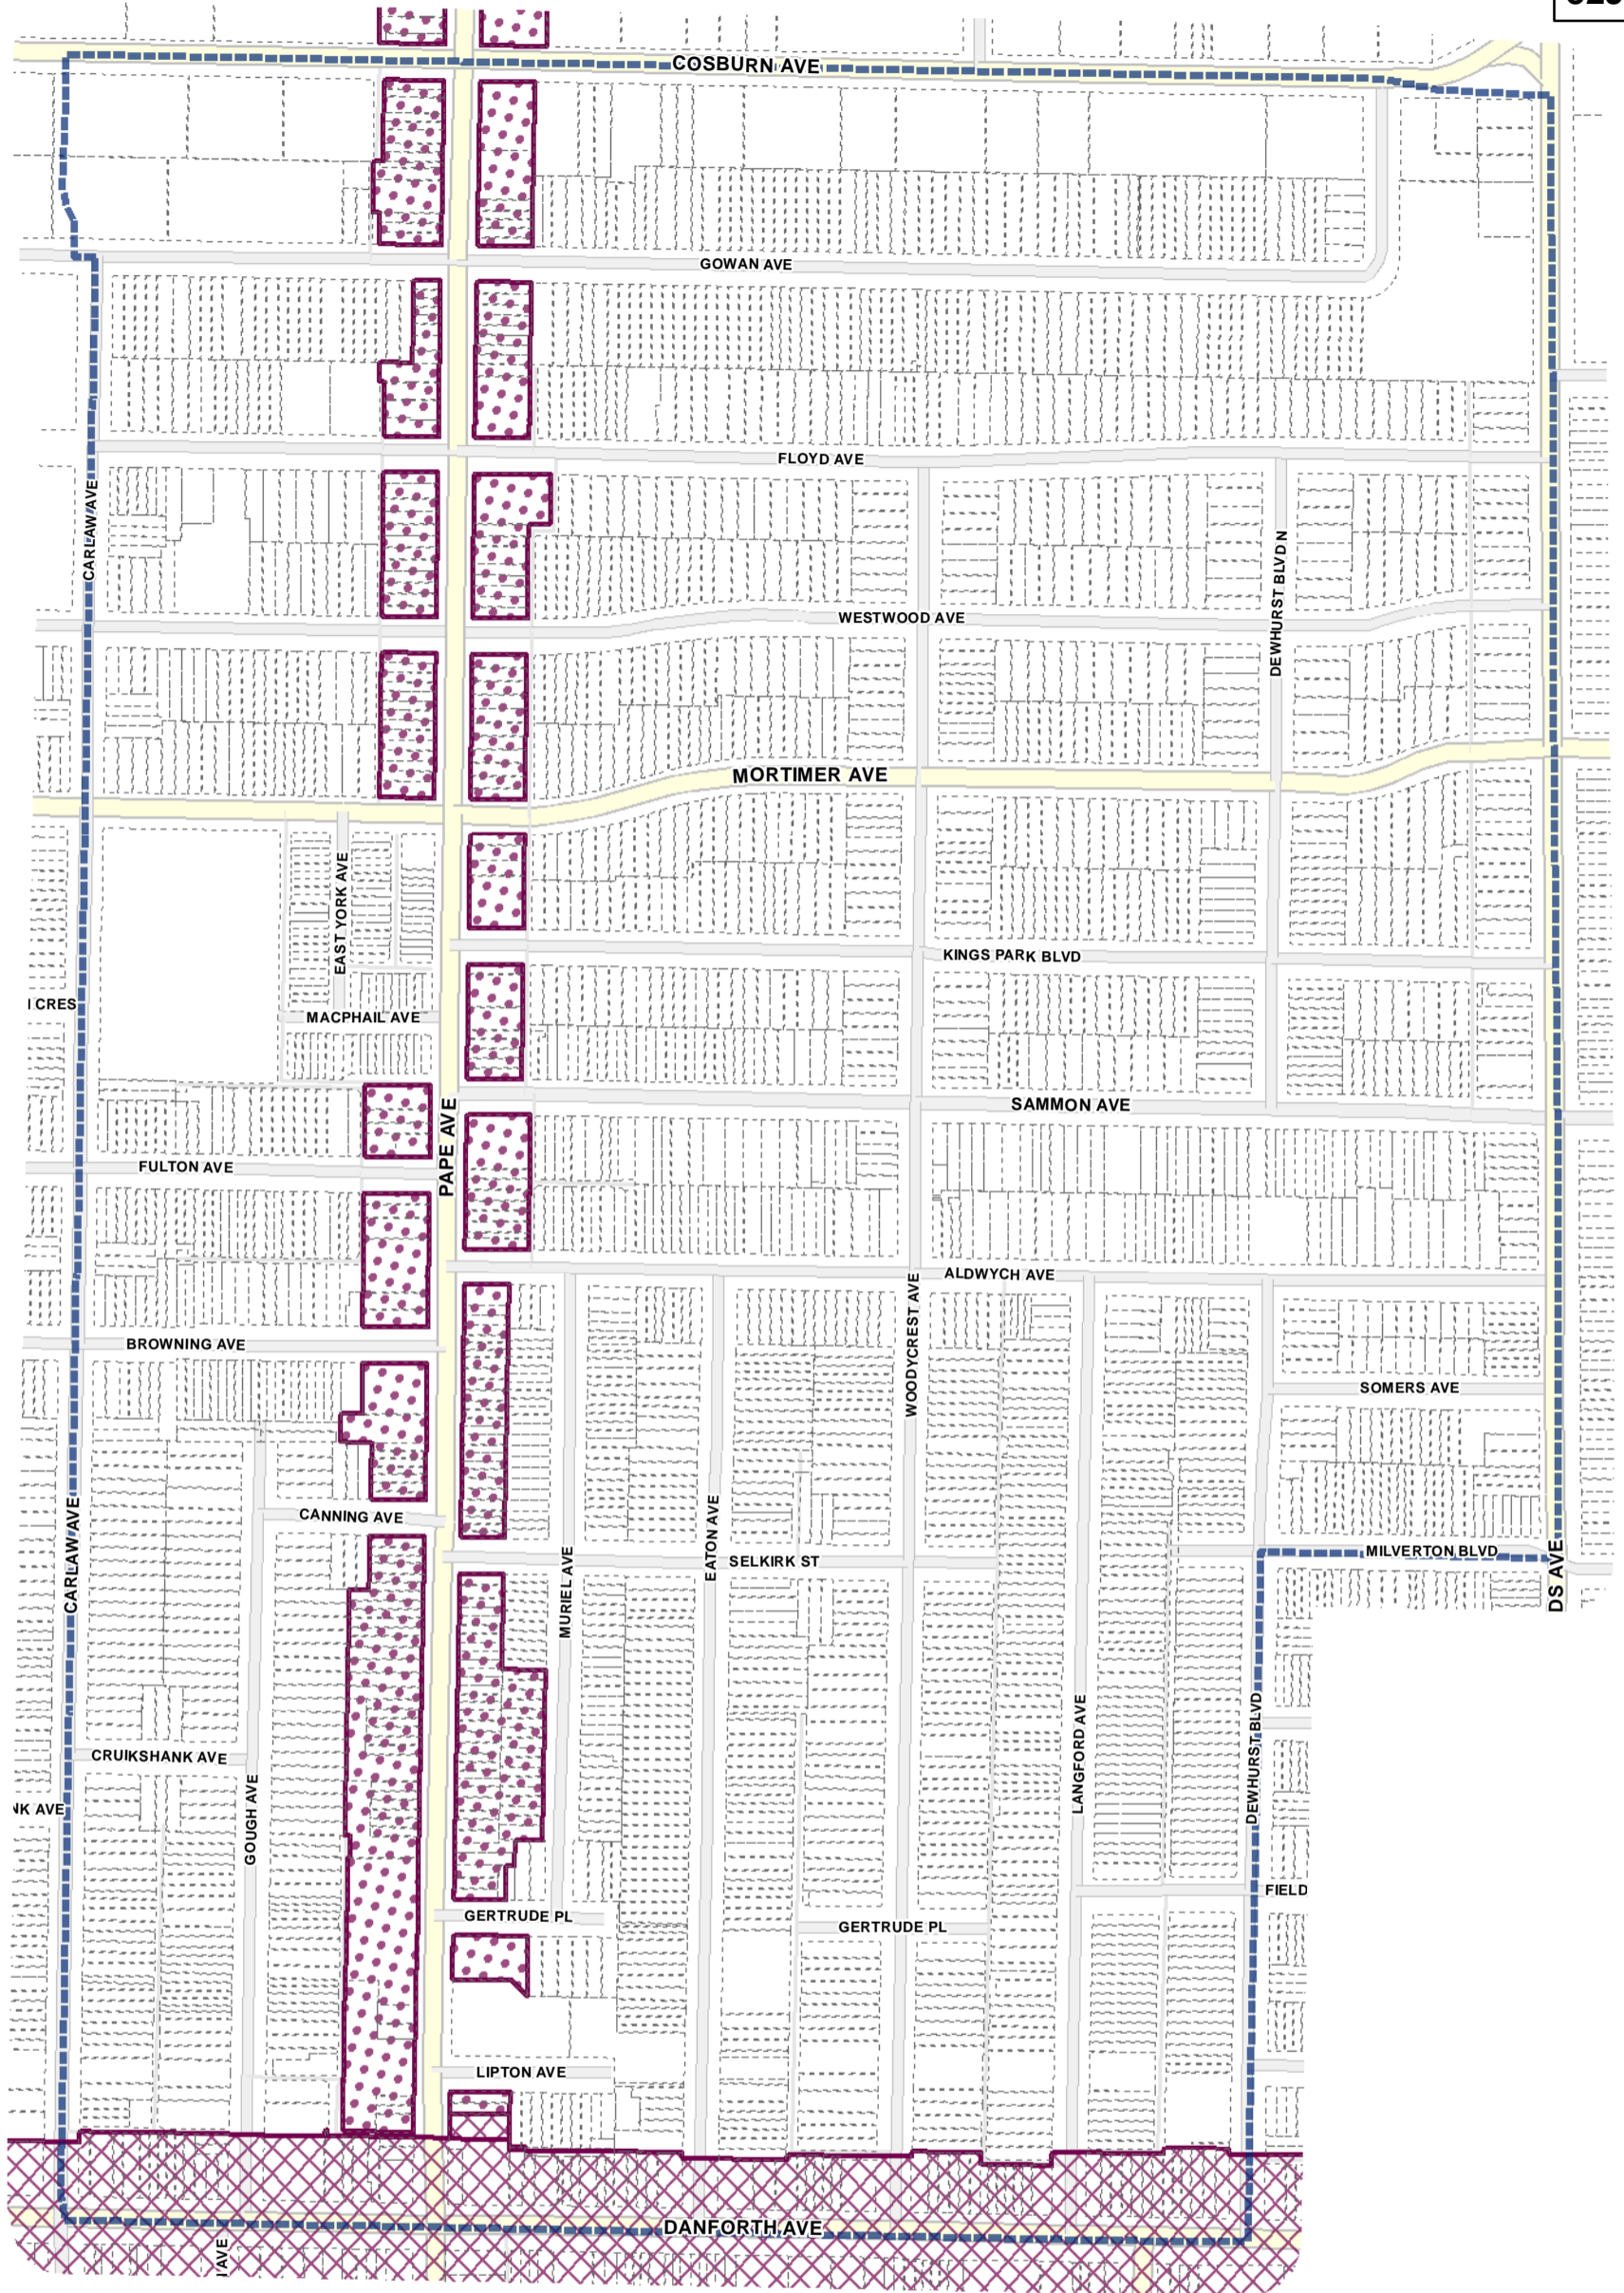 COSBURN AVE
GOWAN AVE
FLOYD AVE
CARLAW AVE
DEWHURST BLVD N
WESTWOOD AVE
MORTIMER AVE
EAST YORK AVE
KINGS PARK BLVD
I CRES
MACPHAIL AVE
SAMMON AVE
PAPE AVE
FULTON AVE
ALDWYCH AVE
BROWNING AVE
WOODYCREST AVE
SOMERS AVE
CANNING AVE
CARLAW AVE
EATON AVE
MURIEL AVE
SELKIRK ST
MILVERTON BLVD
DS AVE
LANGFORD AVE
DEWHURST BLVD
CRUIKSHANK AVE
GOUGH AVE
NK AVE
FIELD
GERTRUDE PL
GERTRUDE PL
LIPTON AVE
DANFORTH AVE
I AVE